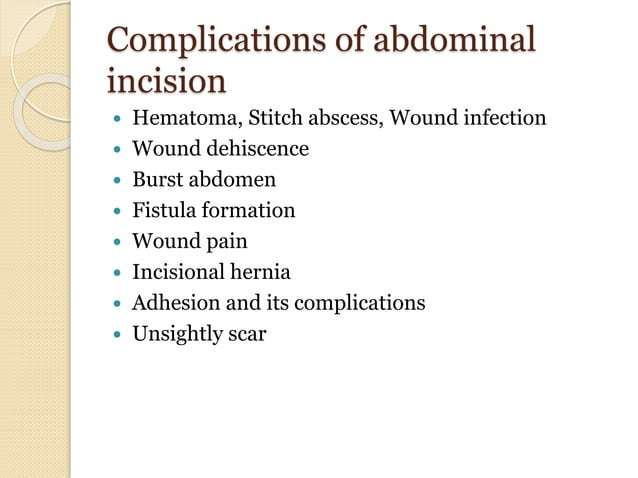 Complications of abdominal
incision
• Hematoma, Stitch abscess, Wound infection
• Wound dehiscence
• Burst abdomen
• Fistula formation
• Wound pain
• Incisional hernia
• Adhesion and its complications
• Unsightly scar